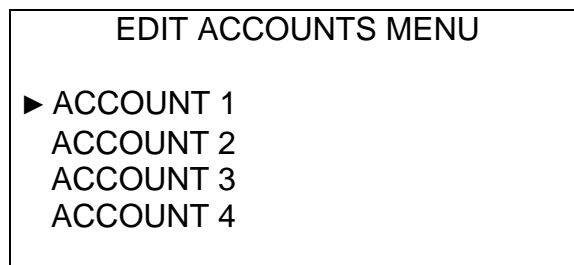 EDIT ACCOUNTS MENU
► ACCOUNT 1
ACCOUNT 2
ACCOUNT 3
ACCOUNT 4